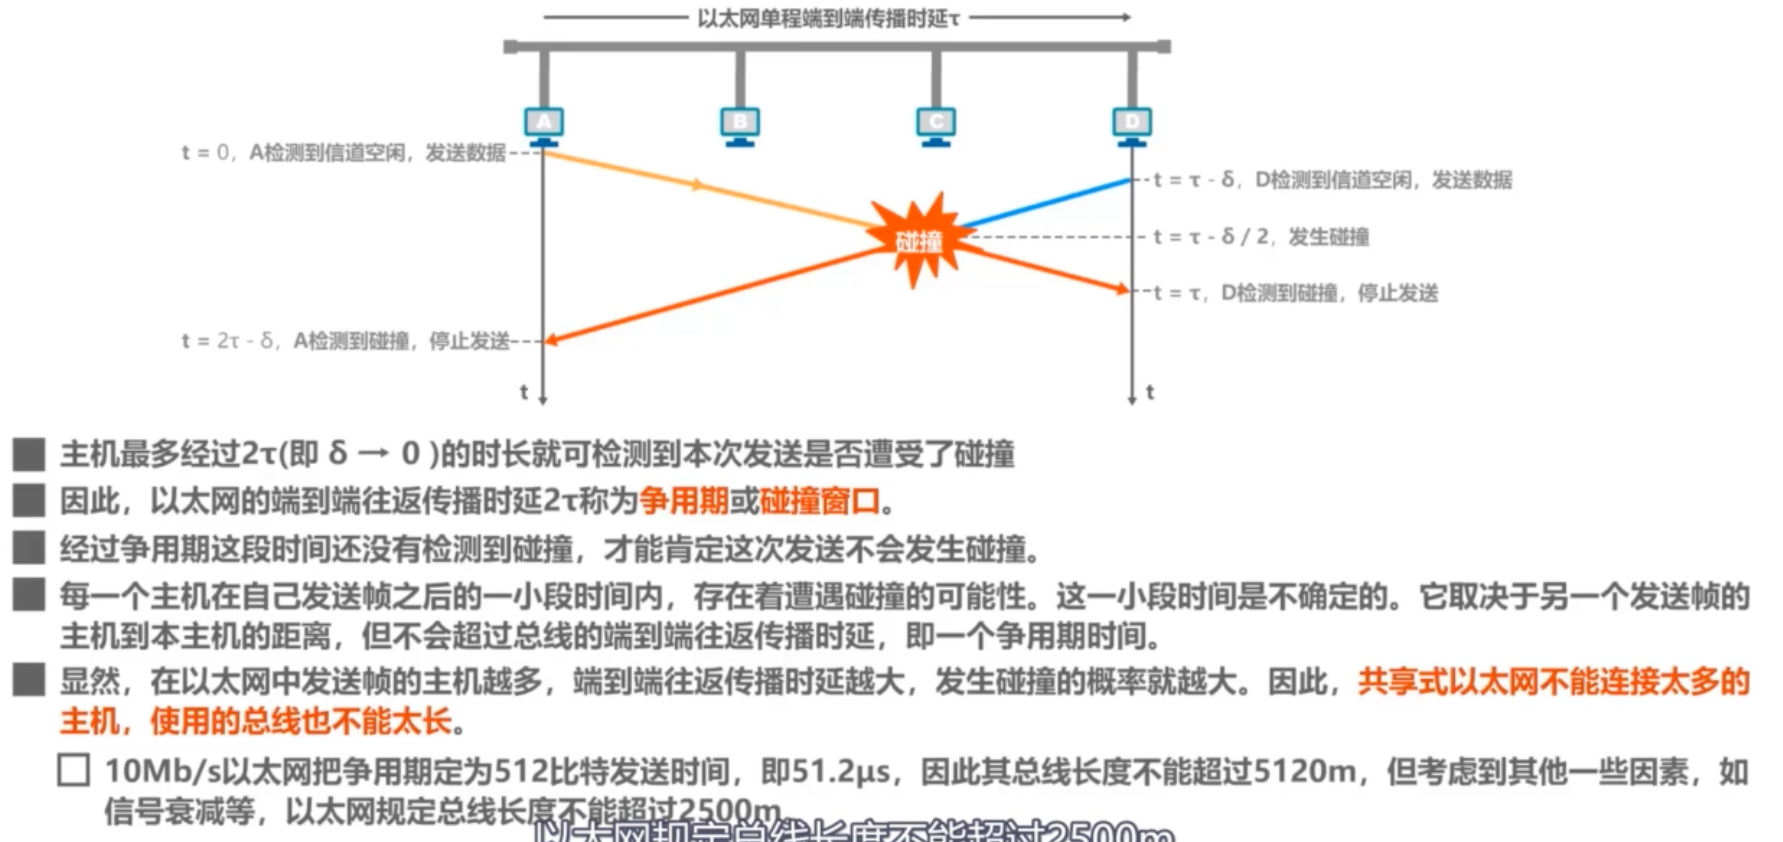 以太网单程端到端传播时延τ
A
B
C
D
t = 0，A检测到信道空闲，发送数据
t = τ - δ，D检测到信道空闲，发送数据
碰撞
t = τ - δ / 2，发生碰撞
t = τ，D检测到碰撞，停止发送
t = 2τ - δ，A检测到碰撞，停止发送
t
t
主机最多经过2τ(即 δ → 0 )的时长就可检测到本次发送是否遭受了碰撞
因此，以太网的端到端往返传播时延2τ称为争用期或碰撞窗口。
经过争用期这段时间还没有检测到碰撞，才能肯定这次发送不会发生碰撞。
每一个主机在自己发送帧之后的一小段时间内，存在着遭遇碰撞的可能性。这一小段时间是不确定的。它取决于另一个发送帧的
主机到本主机的距离，但不会超过总线的端到端往返传播时延，即一个争用期时间。
显然，在以太网中发送帧的主机越多，端到端往返传播时延越大，发生碰撞的概率就越大。因此，共享式以太网不能连接太多的
主机，使用的总线也不能太长。
10Mb/s以太网把争用期定为512比特发送时间，即51.2μs，因此其总线长度不能超过5120m，但考虑到其他一些因素，如
信号衰减等，以太网规定总线长度不能超过2500m
以太网规定总线长度不能超过2500m